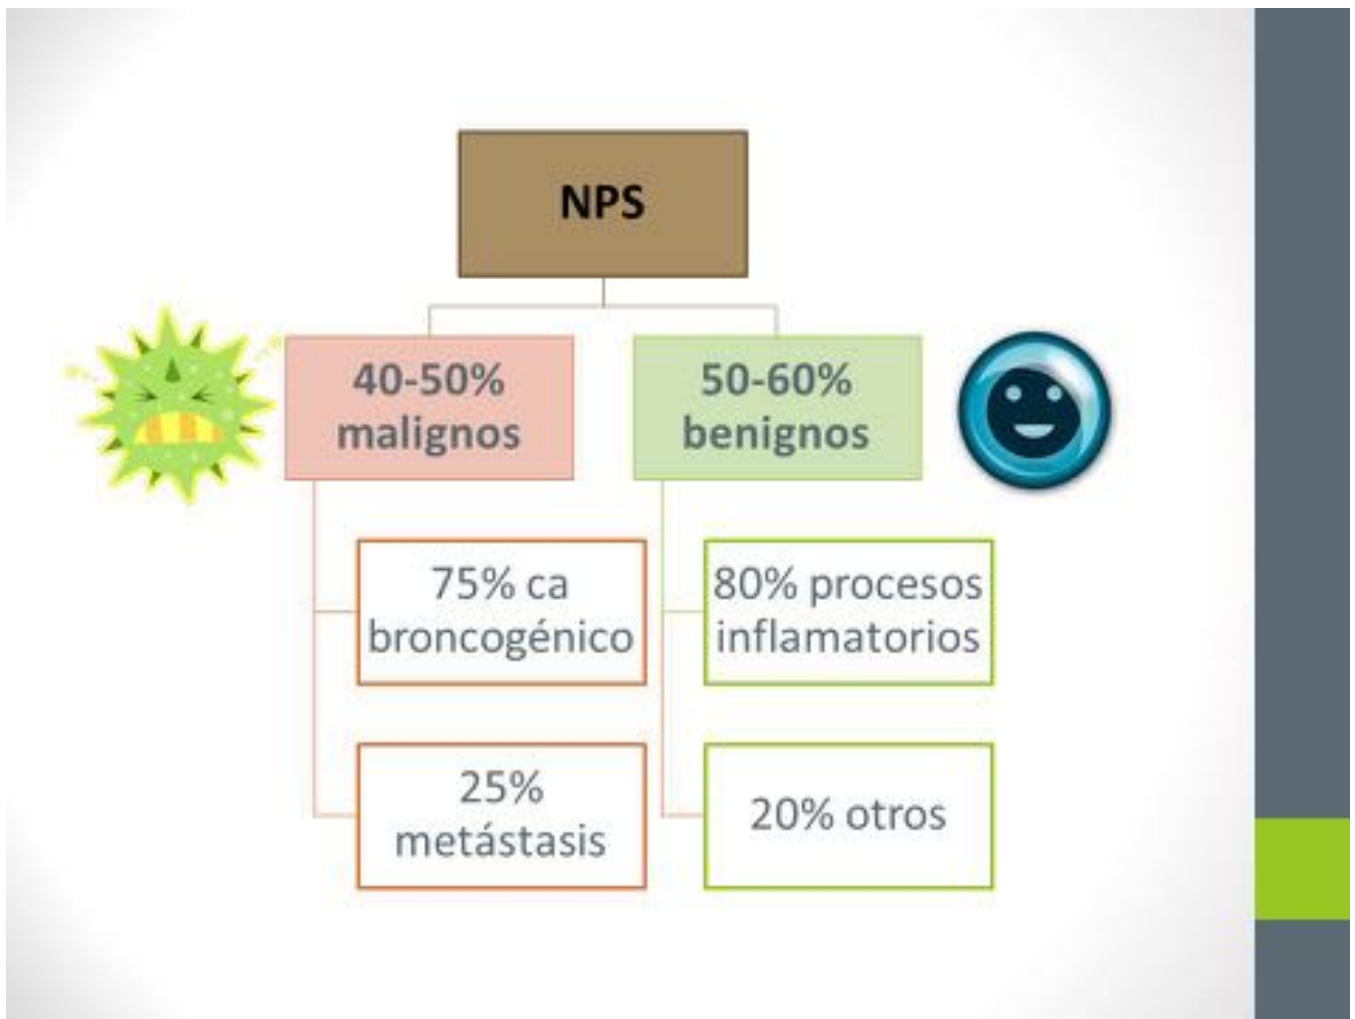 NPS
40-50%
malignos
50-60%
benignos
75% ca
broncogénico
80% procesos
inflamatorios
25%
metástasis
20% otros